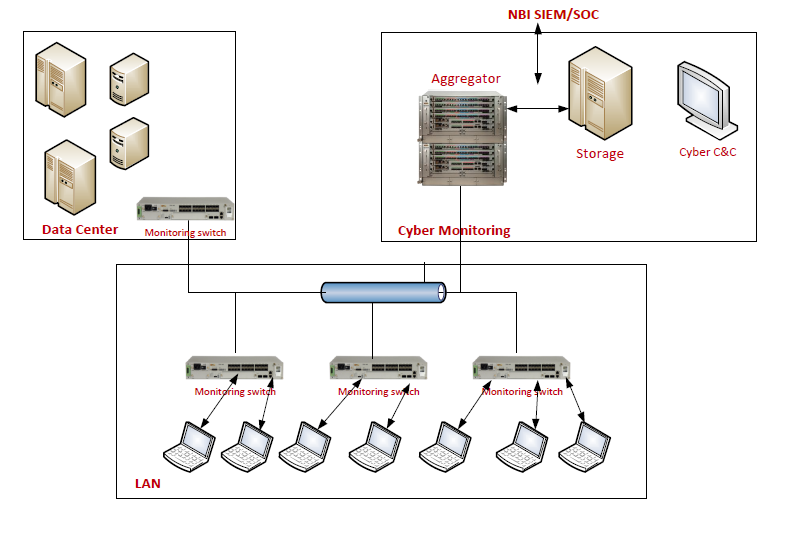 NBI SIEM/SOC
Aggregator
Storage
Cyber C&C
Data Center
Monitoring switch
Cyber Monitoring
Monitoring switch
Monitoring switch
Monitoring switch
LAN